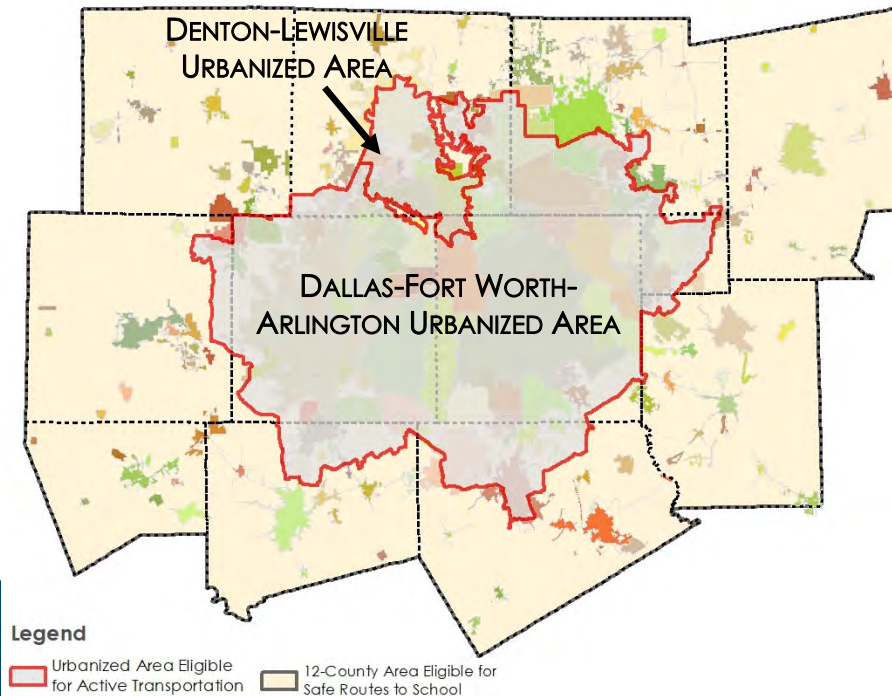 DENTON-LEWISVILLE
URBANIZED AREA
DALLAS-FORT WORTH-
ARLINGTON URBANIZED AREA
Legend
Urbanized Area Eligible
for Active Transportation
12-County Area Eligible for
Safe Routes to School